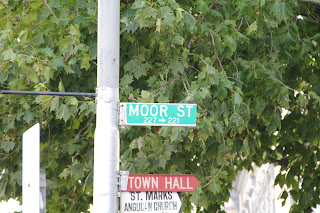 MOOR ST
227 → 221
TOWN HALL
ST. MARKS
ANGLICAN CHURCH